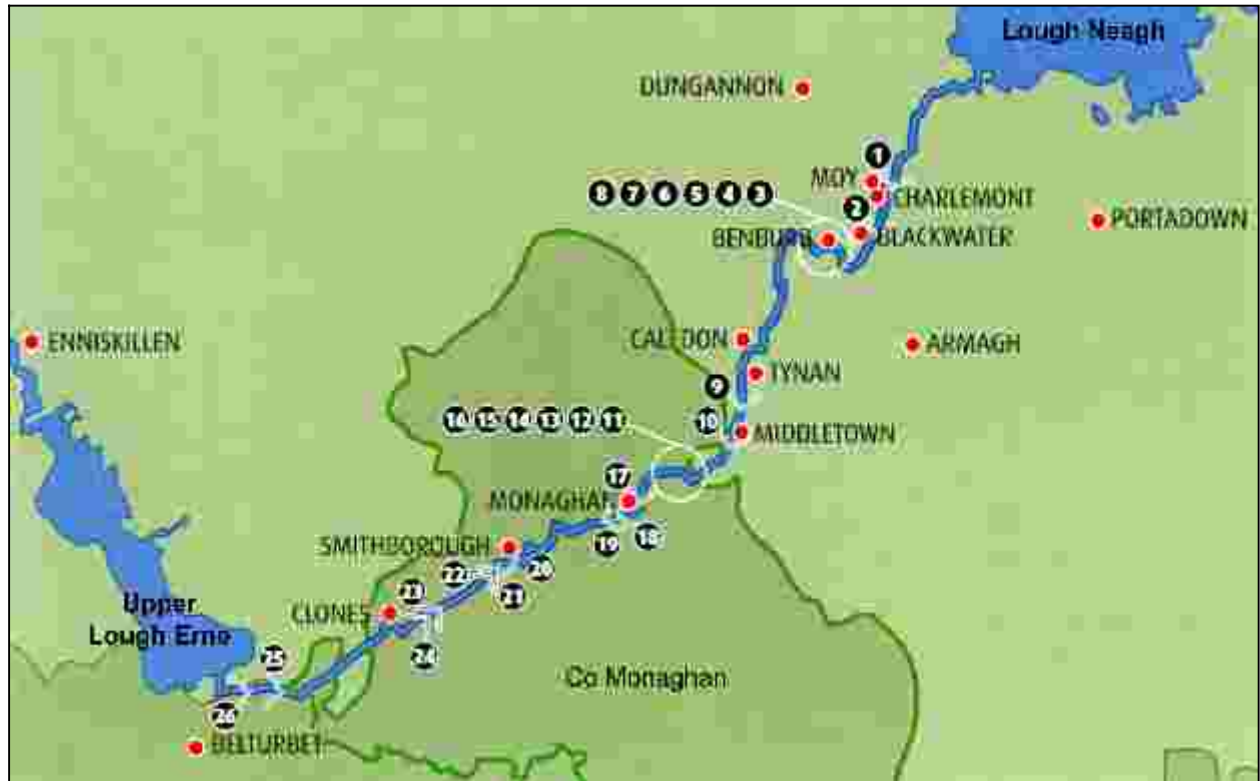 Lough Neagh
DUNGANNON
1
MOY
8 7 6 5 4 3
CHARLEMONT
2
PORTADOWN
BENBURB
BLACKWATER
ENNISKILLEN
CALEDON
ARMAGH
TYNAN
9
16 15 14 13 12 11
10
MIDDLETOWN
17
MONAGHAN
18
19
SMITHBOROUGH
20
22
21
23
Upper
Lough Erne
CLONES
24
25
Co Monaghan
26
BELTURBET